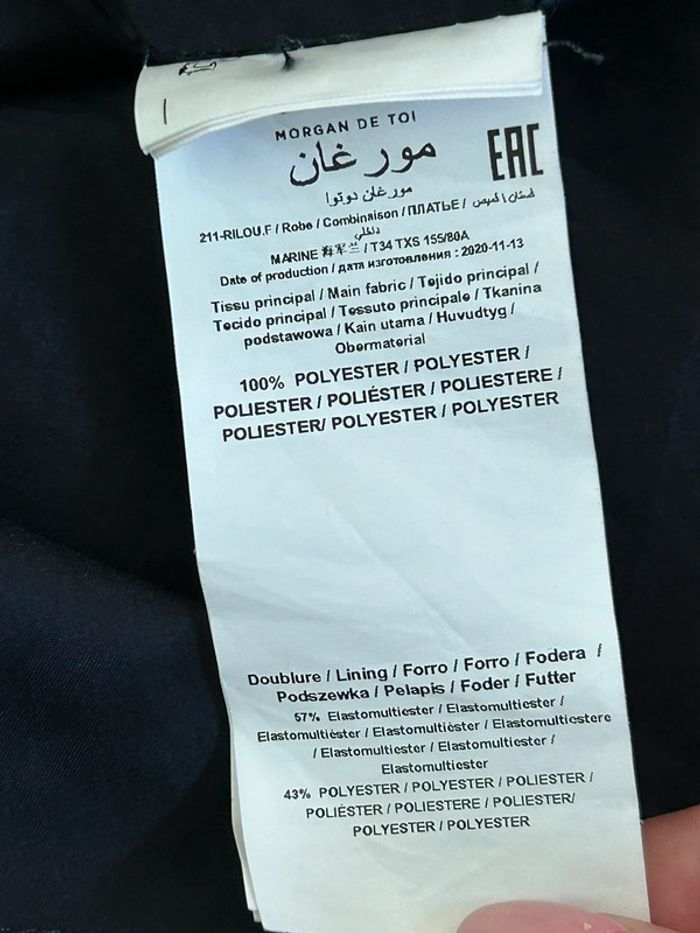 MORGAN DE TOI
EAC
مورغان
مورغان دوتوا
211-RILOU.F / Robe / Combinaison / ПЛАТЬЕ / فستان \ قميص
داخلي
MARINE 海军兰 / T34 TXS 155/80A
Date of production / дата изготовления : 2020-11-13
Tissu principal / Main fabric / Tejido principal /
Tecido principal / Tessuto principale / Tkanina
podstawowa / Kain utama / Huvudtyg /
Obermaterial
100% POLYESTER / POLYESTER /
POLIESTER / POLIÉSTER / POLIESTERE /
POLIESTER/ POLYESTER / POLYESTER
Doublure / Lining / Forro / Forro / Fodera /
Podszewka / Pelapis / Foder / Futter
57% Elastomultiester / Elastomultiester /
Elastomultiéster / Elastomultiéster / Elastomultiestere
/ Elastomultiester / Elastomultiester /
Elastomultiester
43% POLYESTER / POLYESTER / POLIESTER /
POLIÉSTER / POLIESTERE / POLIESTER/
POLYESTER / POLYESTER